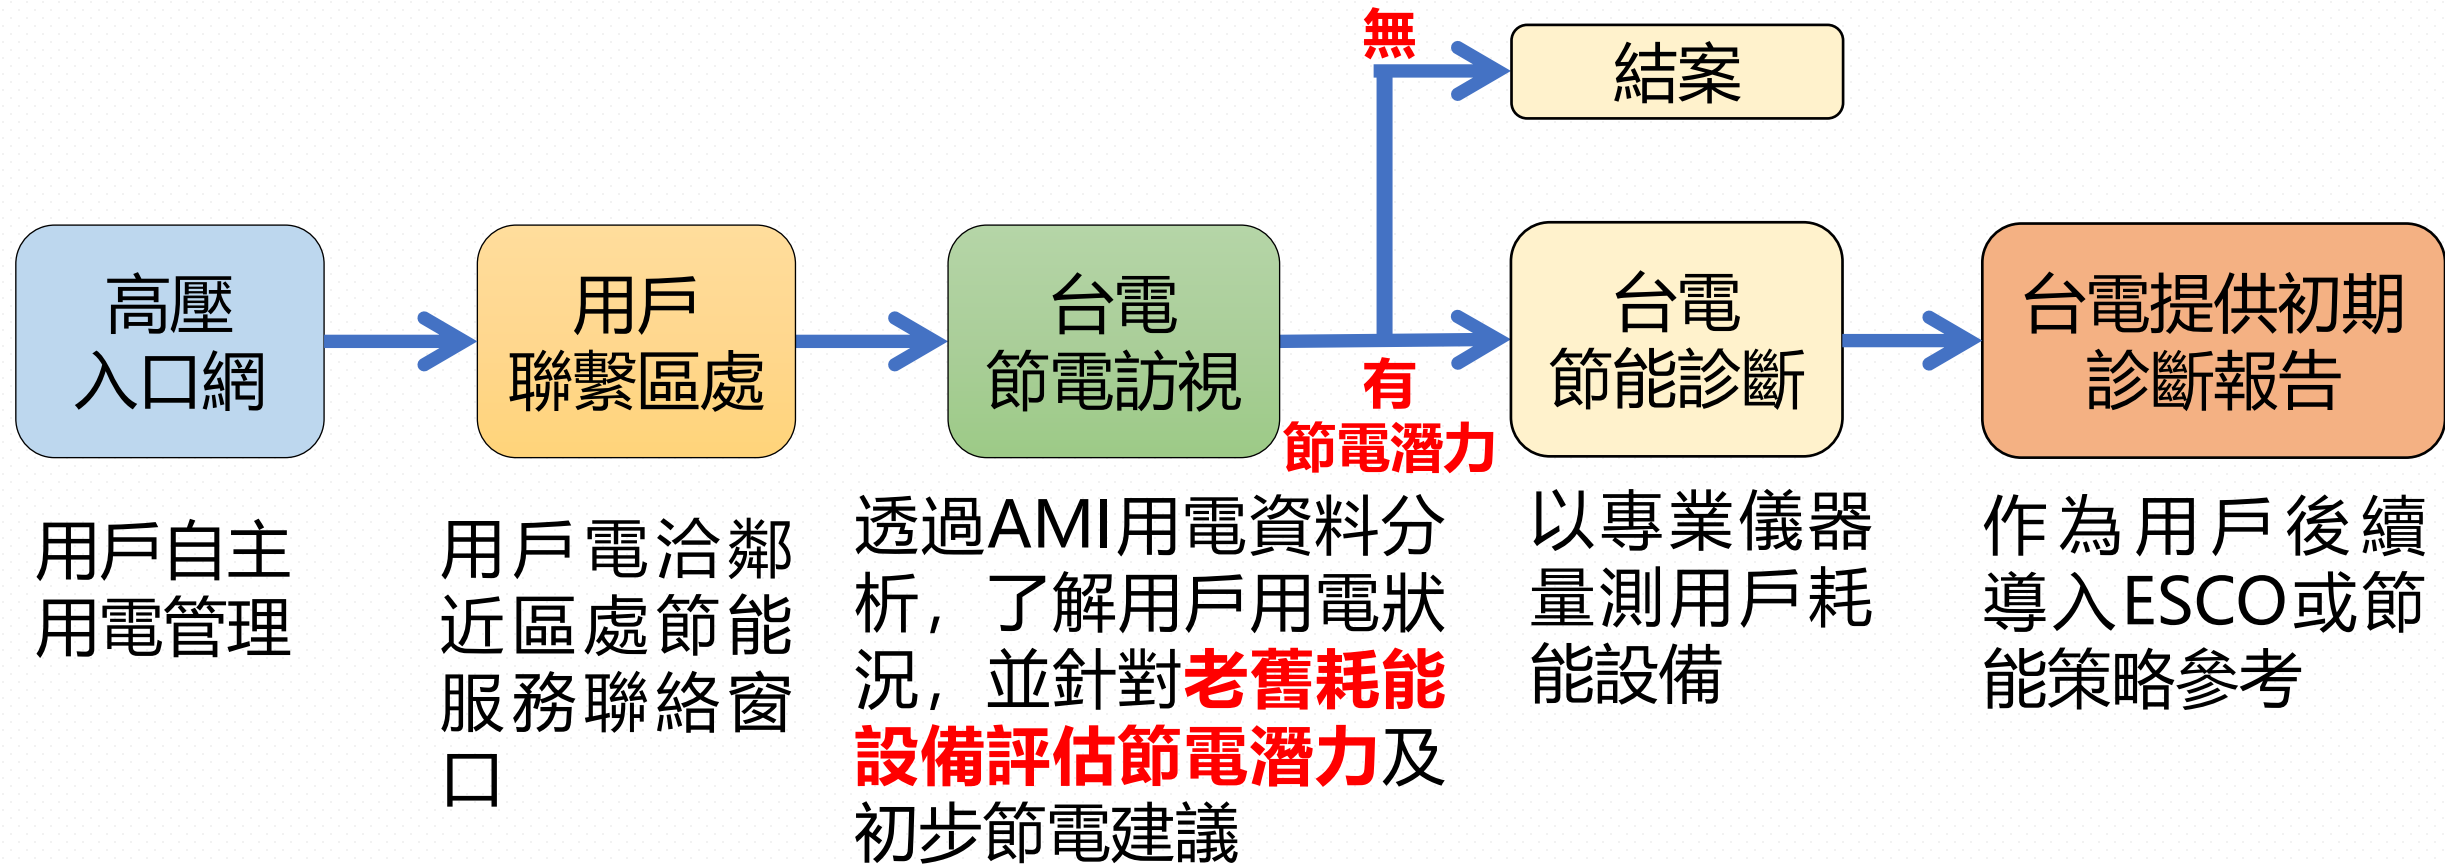 無
結案
高壓
入口網
用戶
聯繫區處
台電
節電訪視
有
節電潛力
台電
節能診斷
台電提供初期
診斷報告
用戶自主
用電管理
用戶電洽鄰
近區處節能
服務聯絡窗
口
透過AMI用電資料分
析，了解用戶用電狀
況，並針對老舊耗能
設備評估節電潛力及
初步節電建議
以專業儀器
量測用戶耗
能設備
作為用戶後續
導入ESCO或節
能策略參考